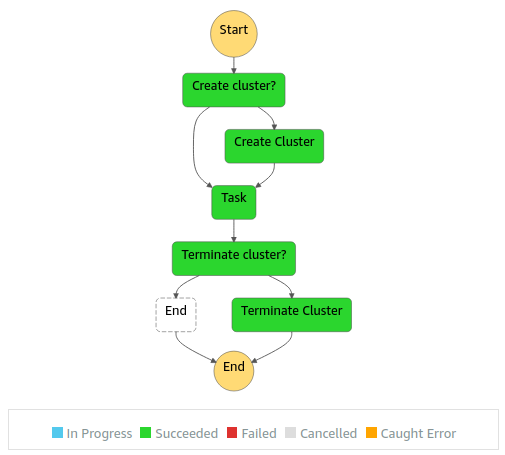 Start
Create cluster?
Create Cluster
Task
Terminate cluster?
End
Terminate Cluster
End
In Progress Succeeded Failed Cancelled Caught Error